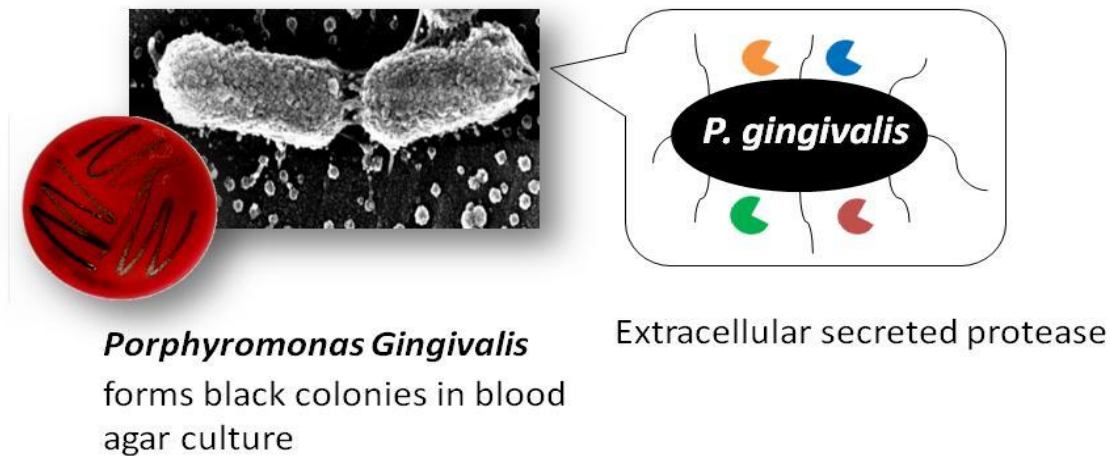 P. gingivalis
Porphyromonas Gingivalis
forms black colonies in blood
agar culture
Extracellular secreted protease